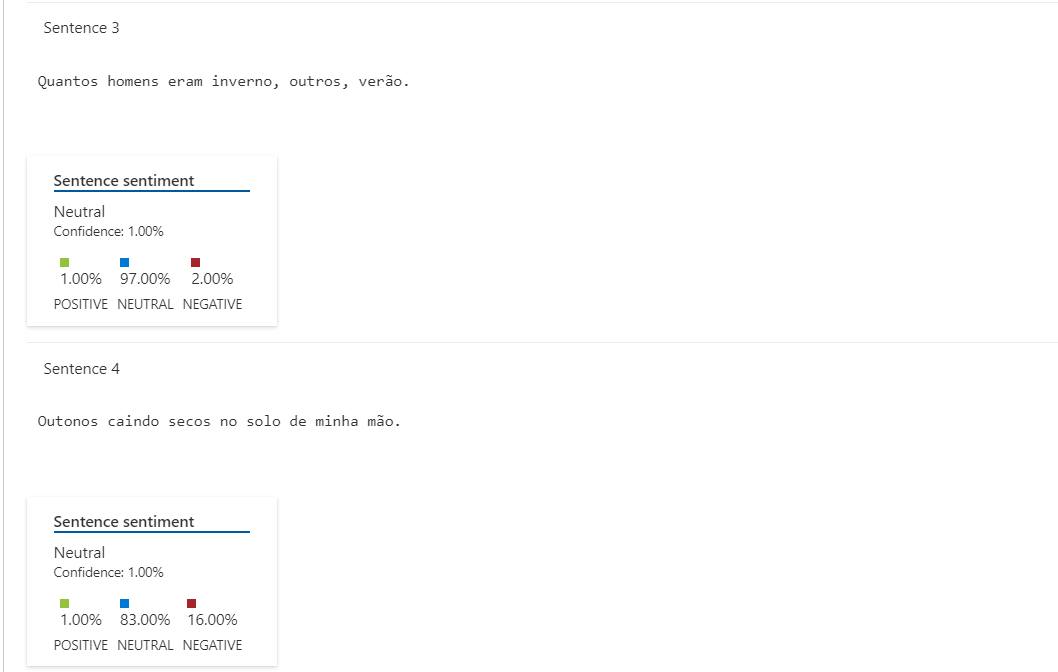 Sentence 3
Quantos homens eram inverno, outros, verão.
Sentence sentiment
Neutral
Confidence: 1.00%
1.00% 97.00% 2.00%
POSITIVE NEUTRAL NEGATIVE
Sentence 4
Outonos caindo secos no solo de minha mão.
Sentence sentiment
Neutral
Confidence: 1.00%
1.00% 83.00% 16.00%
POSITIVE NEUTRAL NEGATIVE